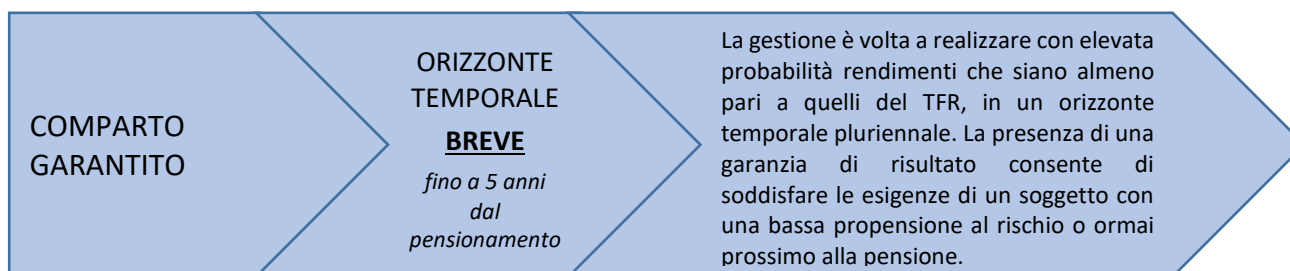 COMPARTO
GARANTITO
ORIZZONTE
TEMPORALE
BREVE
fino a 5 anni
dal
pensionamento
La gestione è volta a realizzare con elevata
probabilità rendimenti che siano almeno
pari a quelli del TFR, in un orizzonte
temporale pluriennale. La presenza di una
garanzia di risultato consente di
soddisfare le esigenze di un soggetto con
una bassa propensione al rischio o ormai
prossimo alla pensione.